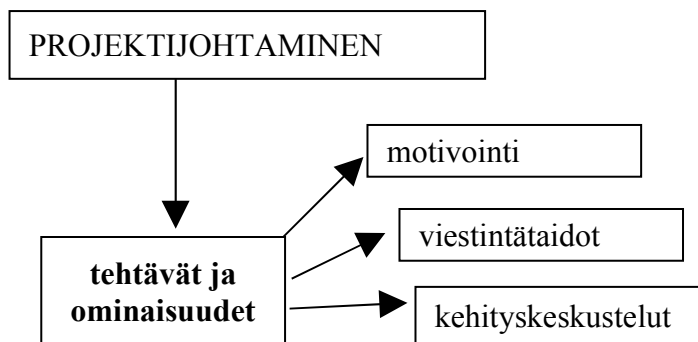 PROJEKTIJOHTAMINEN
motivointi
viestintätaidot
tehtävät ja
ominaisuudet
kehityskeskustelut